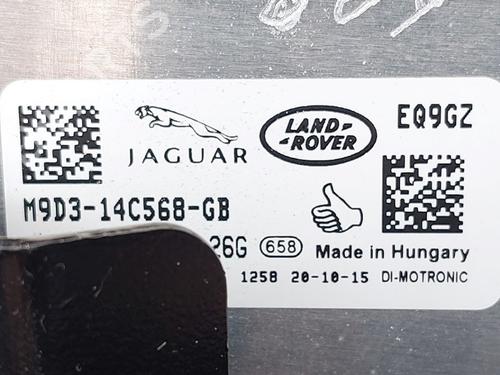 JAGUAR
LAND-
-ROVER
EQ9GZ
M9D3-14C568-GB
26G 658 Made in Hungary
1258 20-10-15 DI-MOTRONIC